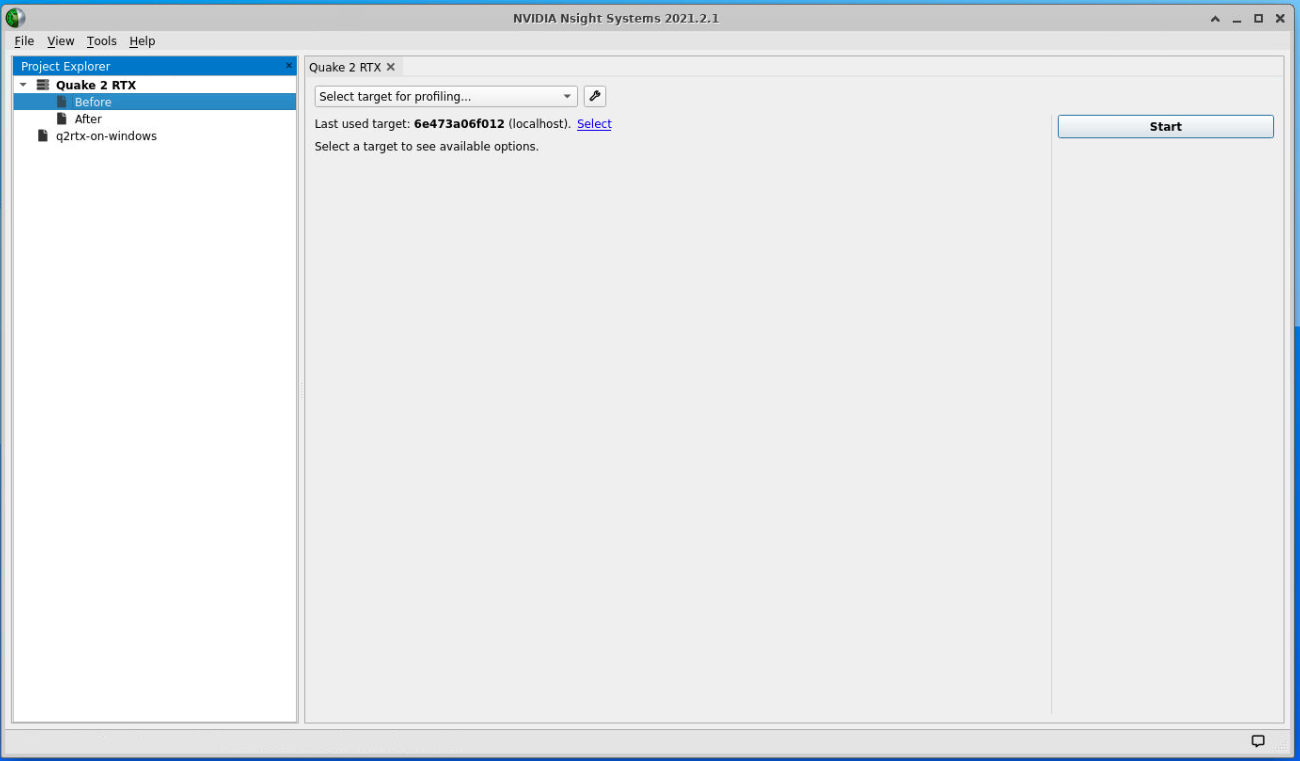 NVIDIA Nsight Systems 2021.2.1
File View Tools Help
Project Explorer
Quake 2 RTX
Before
After
q2rtx-on-windows
Quake 2 RTX
Select target for profiling...
Last used target: 6e473a06f012 (localhost). Select
Select a target to see available options.
Start